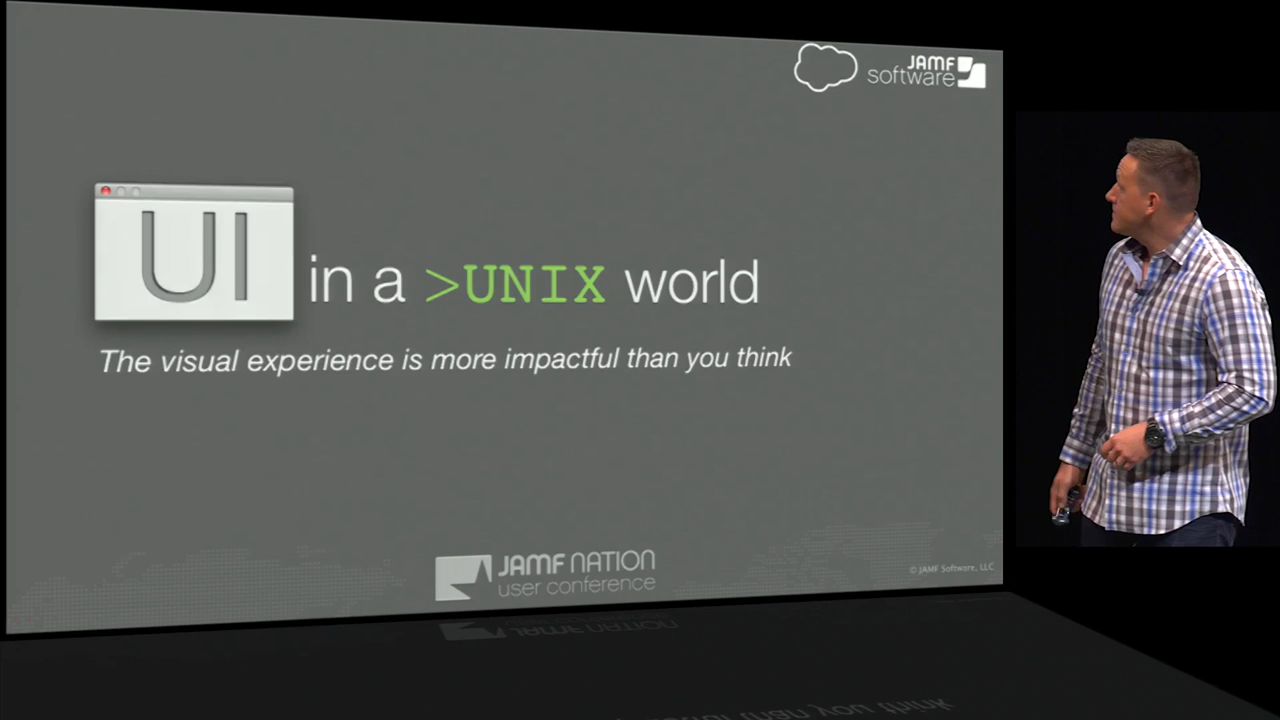 JAMF
software
UI in a >UNIX world
The visual experience is more impactful than you think
JAMF NATION
user conference
© JAMF Software, LLC